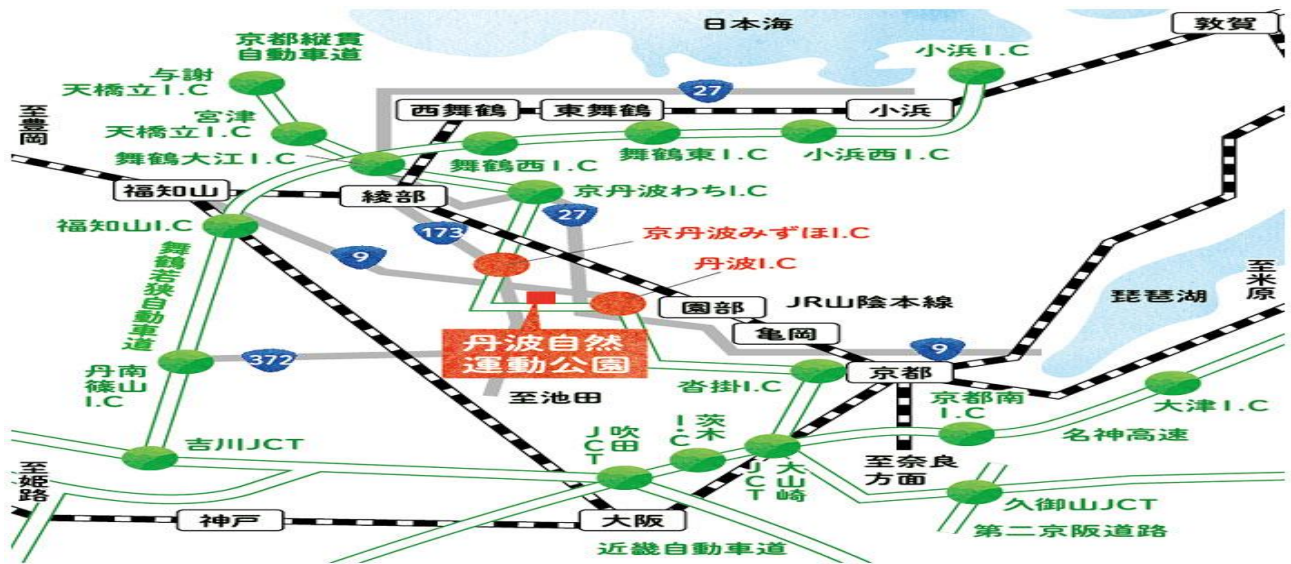 日本海
敦賀
京都縦貫
自動車道
小浜I.C
与謝
天橋立I.C
27
至豊岡
宮津
天橋立I.C
西舞鶴
東舞鶴
小浜
舞鶴大江I.C
舞鶴西I.C
舞鶴東I.C
小浜西I.C
福知山
綾部
京丹波わちI.C
福知山I.C
173
27
京丹波みずほI.C
9
丹波I.C
至米原
舞鶴若狭自動車道
園部
JR山陰本線
琵琶湖
亀岡
丹波自然
運動公園
9
372
丹南
篠山
I.C
沓掛I.C
京都
至池田
京都南
I.C
大津I.C
吉川JCT
吹田
JCT
茨木
I.C
名神高速
大山崎
JCT
至奈良
方面
至姫路
久御山JCT
神戸
大阪
第二京阪道路
近畿自動車道